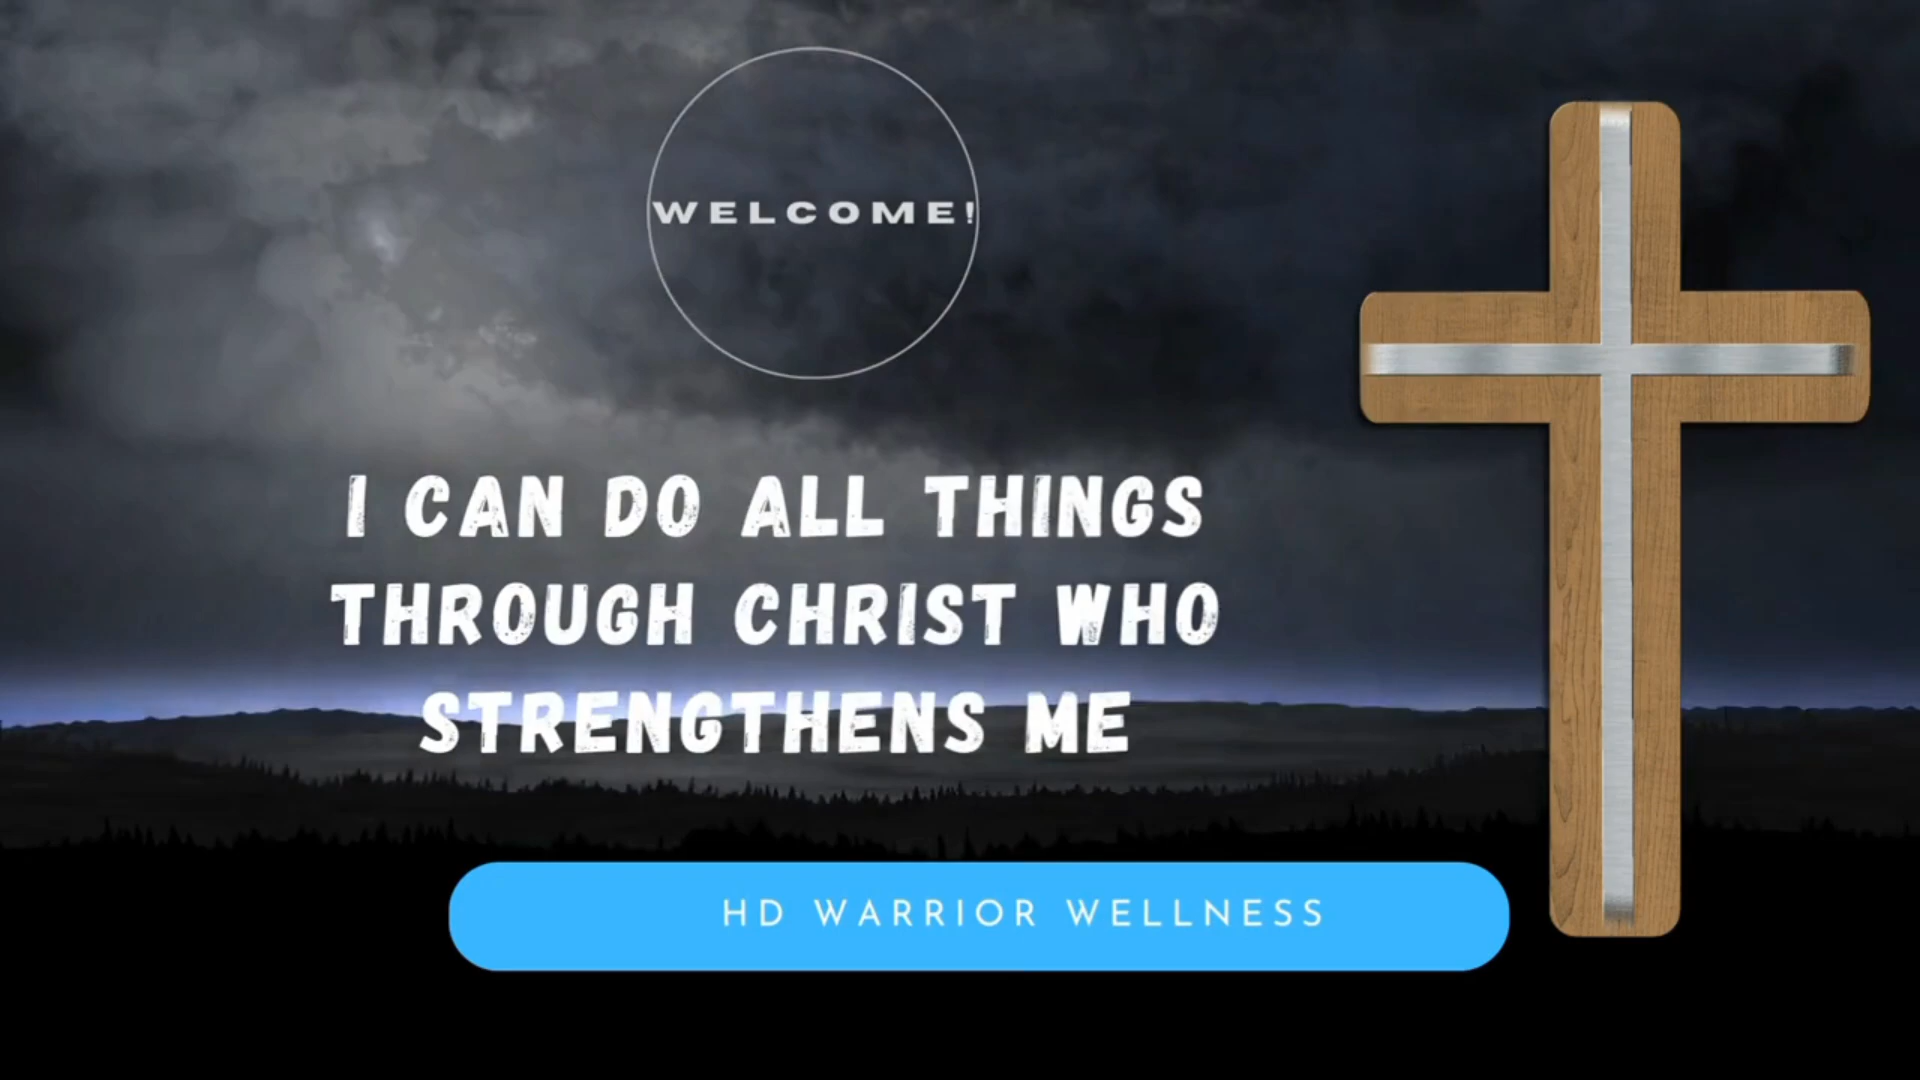 WELCOME!
I CAN DO ALL THINGS
THROUGH CHRIST WHO
STRENGTHENS ME
HD WARRIOR WELLNESS